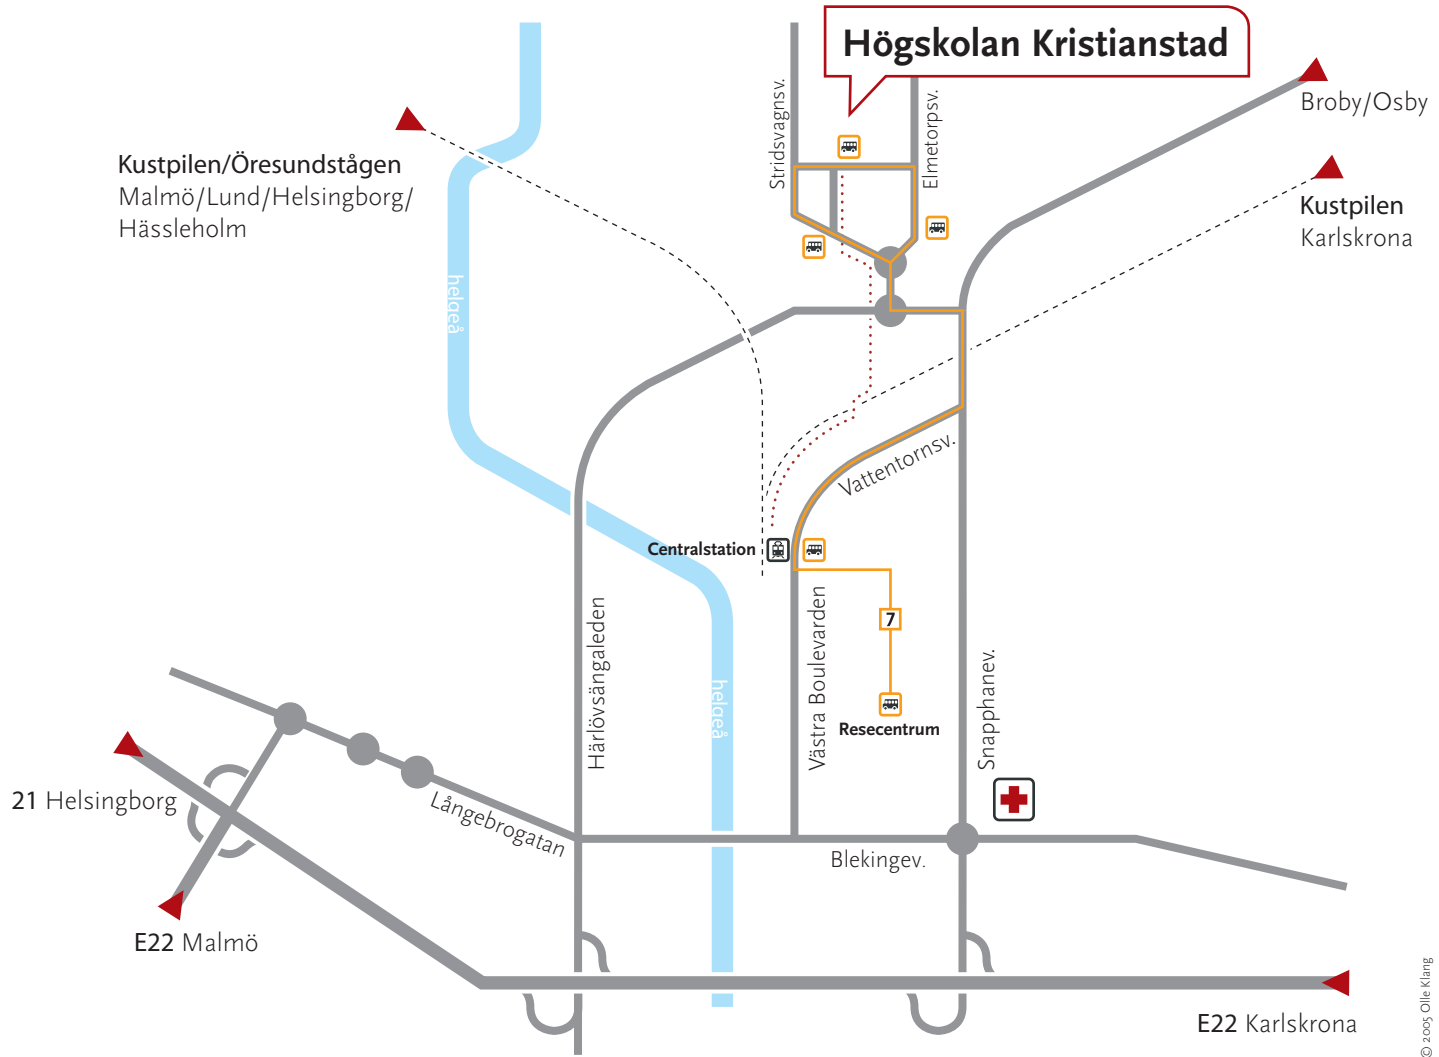 Högskolan Kristianstad
Stridsvagnsv.
Elmetorpsv.
Broby/Osby
Kustpilen/Öresundstågen
Malmö/Lund/Helsingborg/
Hässleholm
Kustpilen
Karlskrona
helgeå
Vattentornsv.
Centralstation
7
Resecentrum
Härlövsängaleden
Västra Boulevarden
Snapphanev.
helgeå
21 Helsingborg
Långebrogatan
Blekingev.
E22 Malmö
E22 Karlskrona
© 2005 Olle Klang